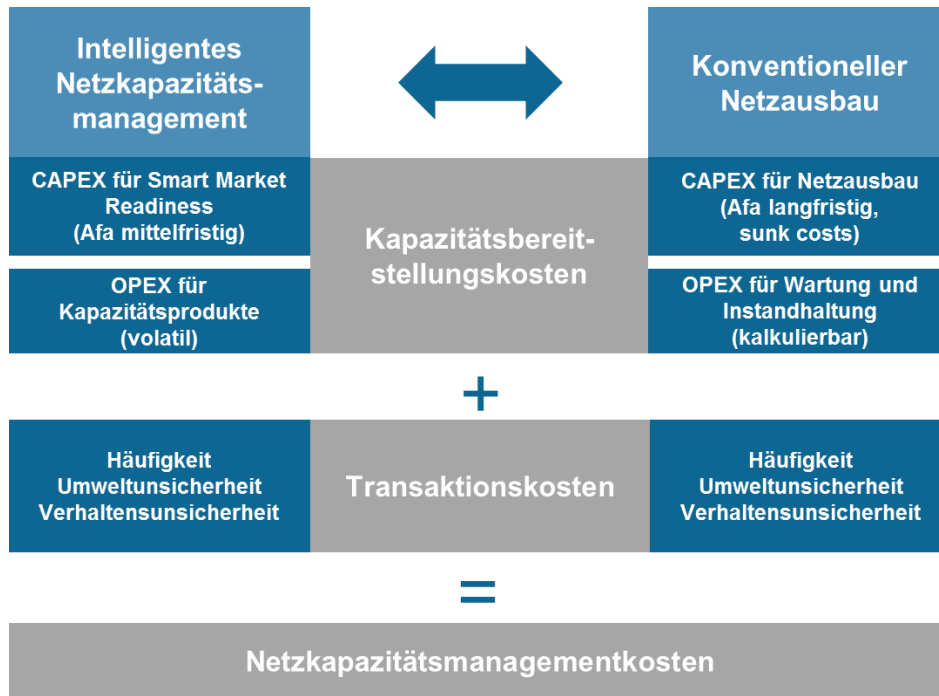 Intelligentes
Netzkapazitäts-
management
Konventioneller
Netzausbau
CAPEX für Smart Market
Readiness
(Afa mittelfristig)
Kapazitätsbereit-
stellungskosten
CAPEX für Netzausbau
(Afa langfristig,
sunk costs)
OPEX für
Kapazitätsprodukte
(volatil)
OPEX für Wartung und
Instandhaltung
(kalkulierbar)
+
Häufigkeit
Umweltunsicherheit
Verhaltensunsicherheit
Transaktionskosten
Häufigkeit
Umweltunsicherheit
Verhaltensunsicherheit
=
Netzkapazitätsmanagementkosten